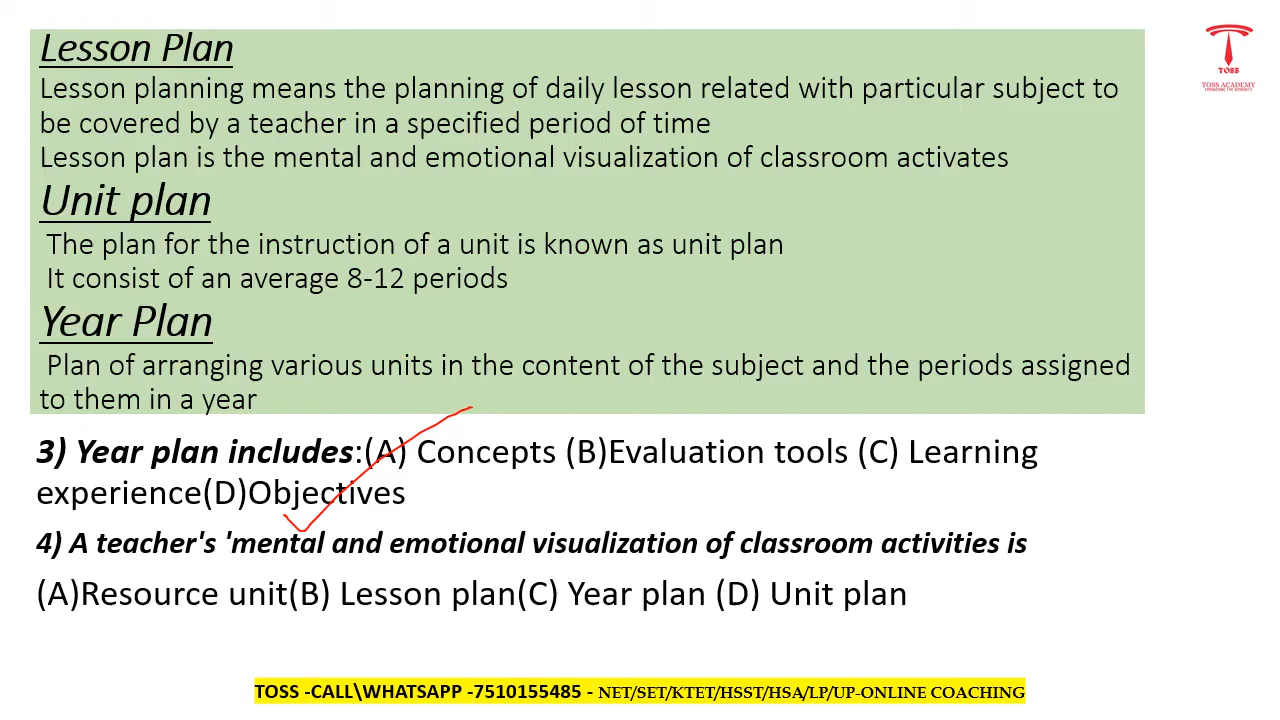 Lesson Plan
Lesson planning means the planning of daily lesson related with particular subject to
be covered by a teacher in a specified period of time
Lesson plan is the mental and emotional visualization of classroom activates
Unit plan
The plan for the instruction of a unit is known as unit plan
It consist of an average 8-12 periods
Year Plan
Plan of arranging various units in the content of the subject and the periods assigned
to them in a year
TOSS
TOSS ACADEMY
3) Year plan includes:(A) Concepts (B)Evaluation tools (C) Learning
experience(D)Objectives
4) A teacher's 'mental and emotional visualization of classroom activities is
(A)Resource unit(B) Lesson plan(C) Year plan (D) Unit plan
TOSS -CALL\WHATSAPP -7510155485 - NET/SET/KTET/HSST/HSA/LP/UP-ONLINE COACHING